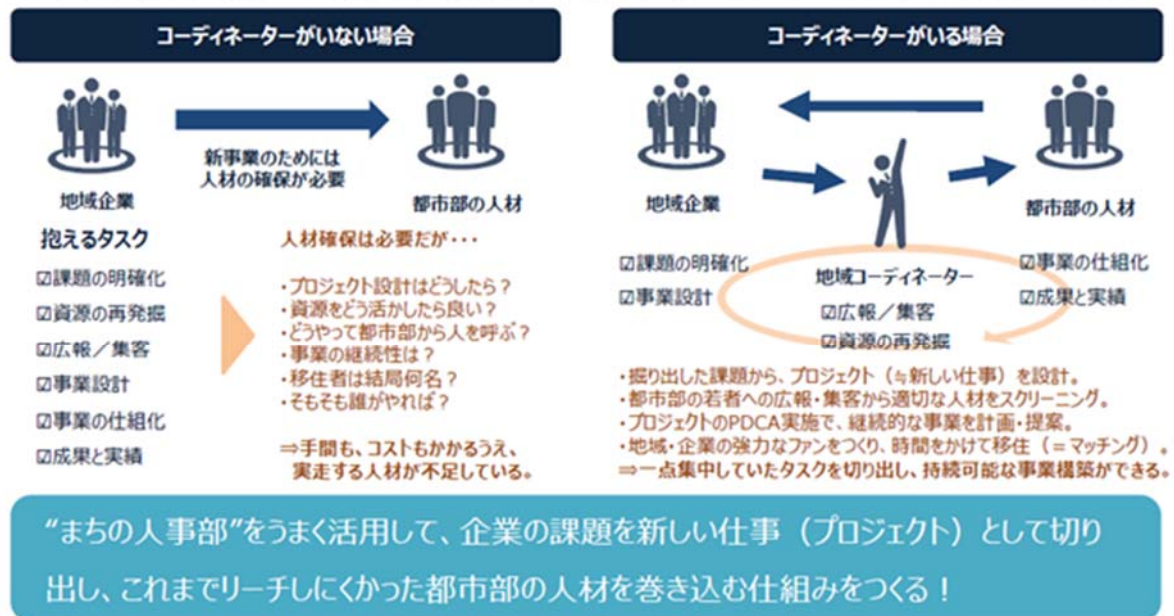 コーディネーターがいない場合
地域企業
新事業のためには
人材の確保が必要
都市部の人材
抱えるタスク
☑課題の明確化
☑資源の再発掘
☑広報／集客
☑事業設計
☑事業の仕組化
☑成果と実績
人材確保は必要だが・・・
・プロジェクト設計はどうしたら？
・資源をどう活かしたら良い？
・どうやって都市部から人を呼ぶ？
・事業の継続性は？
・移住者は結局何名？
・そもそも誰がやれば？
⇒手間も、コストもかかるうえ、
実走する人材が不足している。
コーディネーターがいる場合
地域企業
都市部の人材
☑課題の明確化
☑事業設計
地域コーディネーター
☑広報／集客
☑資源の再発掘
☑事業の仕組化
☑成果と実績
・掘り出した課題から、プロジェクト（≒新しい仕事）を設計。
・都市部の若者への広報・集客から適切な人材をスクリーニング。
・プロジェクトのPDCA実施で、継続的な事業を計画・提案。
・地域・企業の強力なファンをつくり、時間をかけて移住（＝マッチング）。
⇒一点集中していたタスクを切り出し、持続可能な事業構築ができる。
“まちの人事部”をうまく活用して、企業の課題を新しい仕事（プロジェクト）として切り
出し、これまでリーチしにくかった都市部の人材を巻き込む仕組みをつくる！